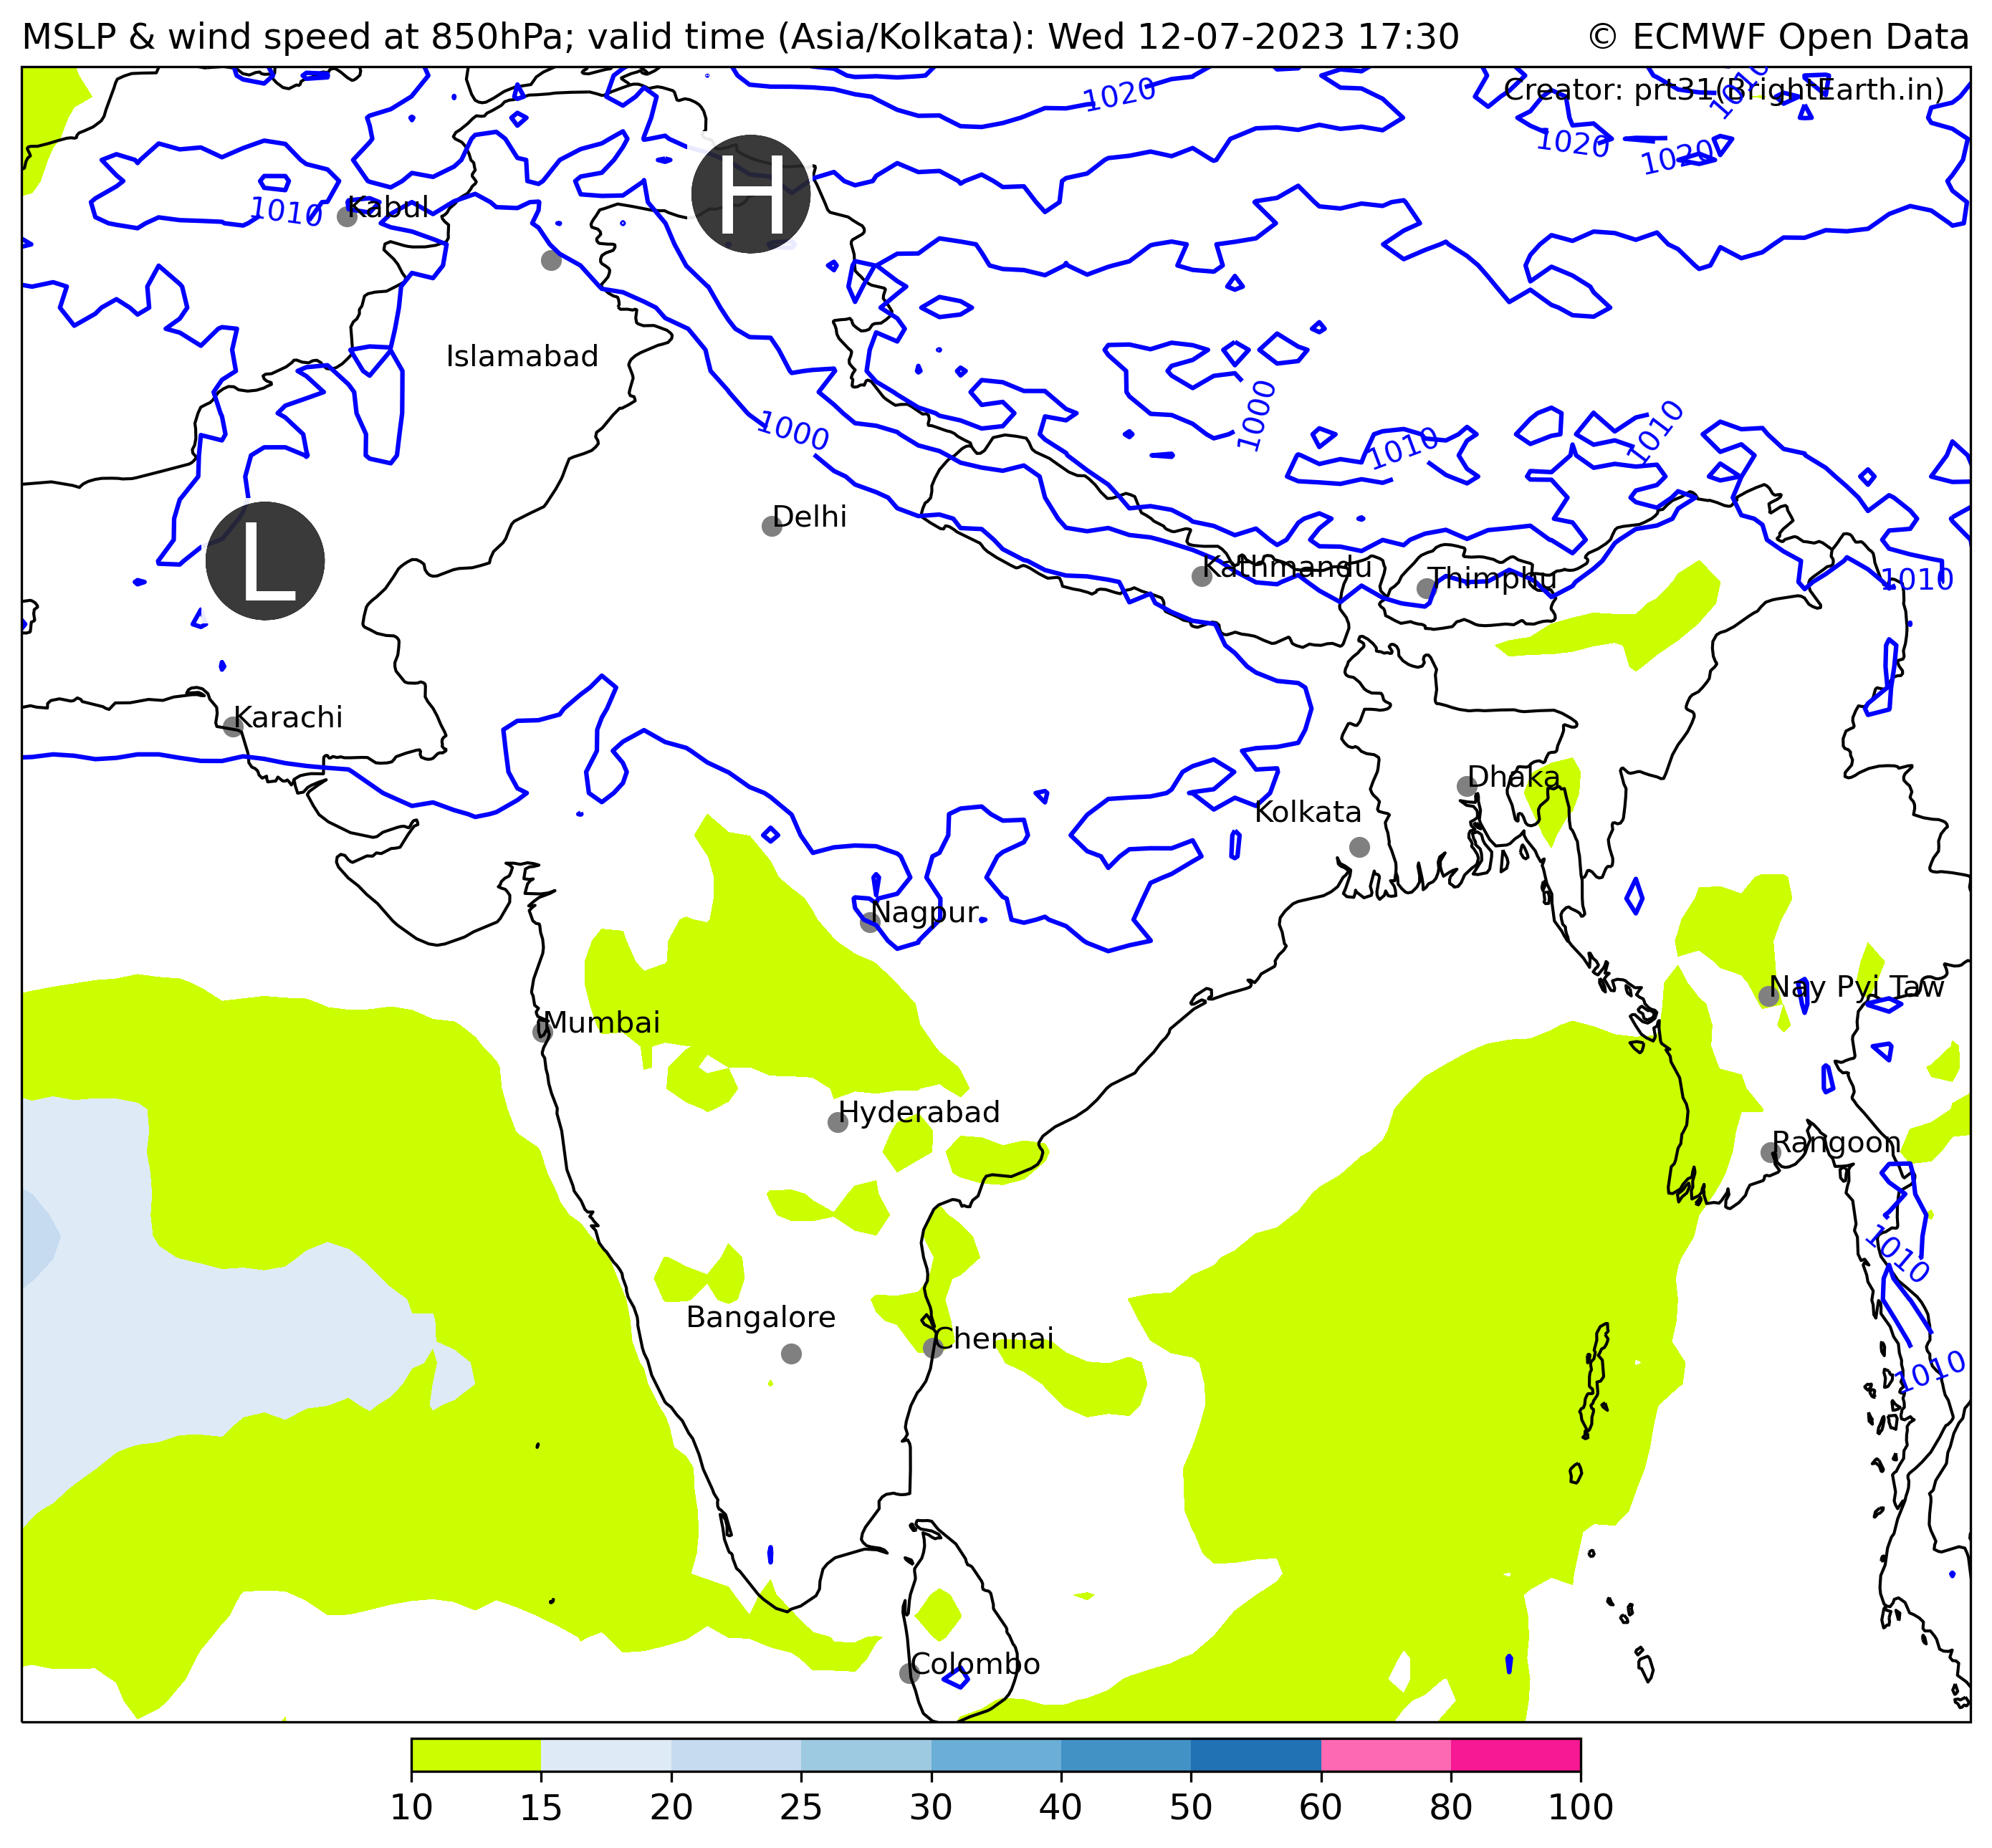 MSLP & wind speed at 850hPa; valid time (Asia/Kolkata): Wed 12-07-2023 17:30
© ECMWF Open Data
Creator: prt31(BrightEarth.in)
1020
1010
1020
1020
H
1010
Kabul
Islamabad
1000
1000
1010
1010
Delhi
L
Kathmandu
Thimphu
1010
Karachi
Dhaka
Kolkata
Nagpur
Nay Pyi Taw
Mumbai
Hyderabad
Rangoon
1010
Bangalore
Chennai
1010
Colombo
10 15 20 25 30 40 50 60 80 100